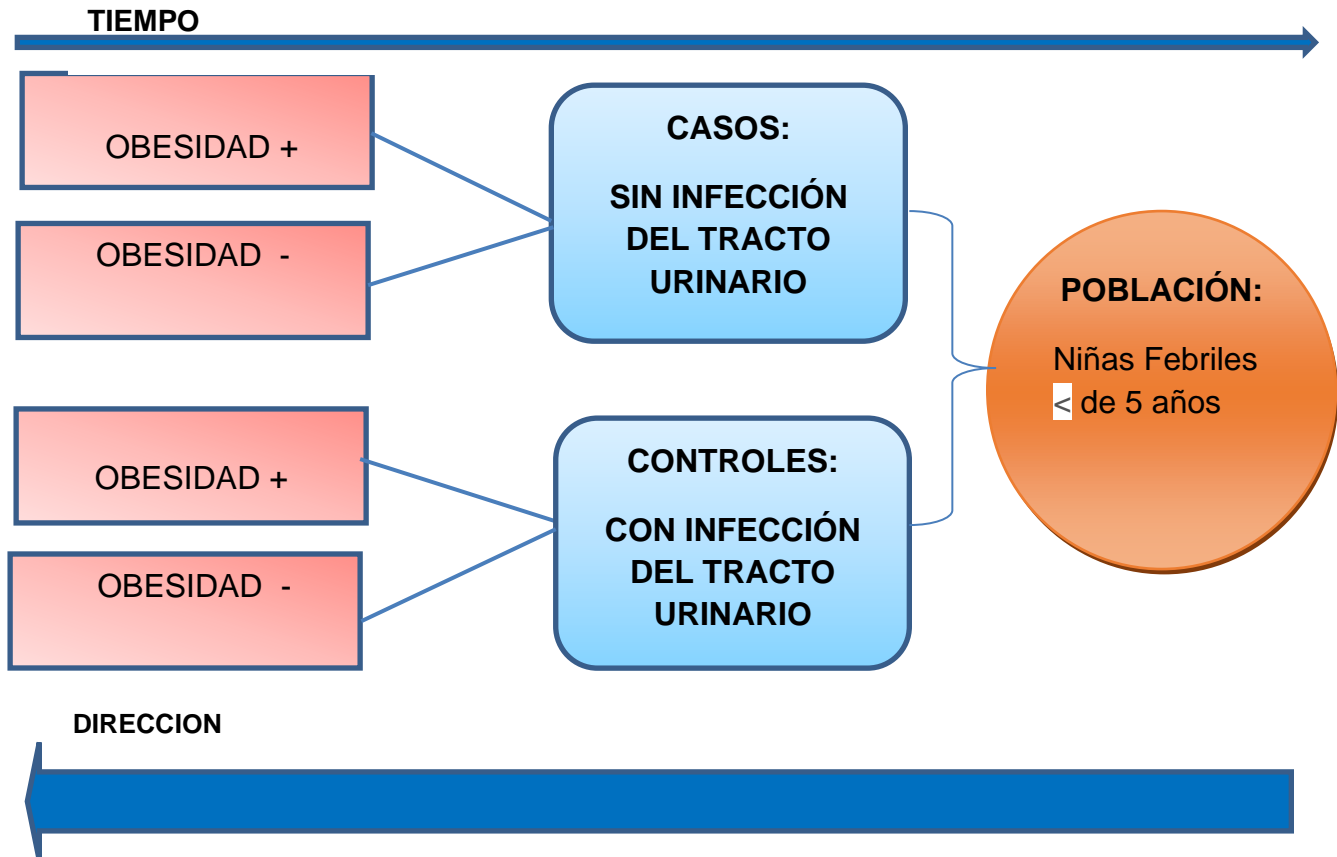 TIEMPO
OBESIDAD +
OBESIDAD -
CASOS:
SIN INFECCIÓN
DEL TRACTO
URINARIO
POBLACIÓN:
Niñas Febriles
< de 5 años
OBESIDAD +
OBESIDAD -
CONTROLES:
CON INFECCIÓN
DEL TRACTO
URINARIO
DIRECCION